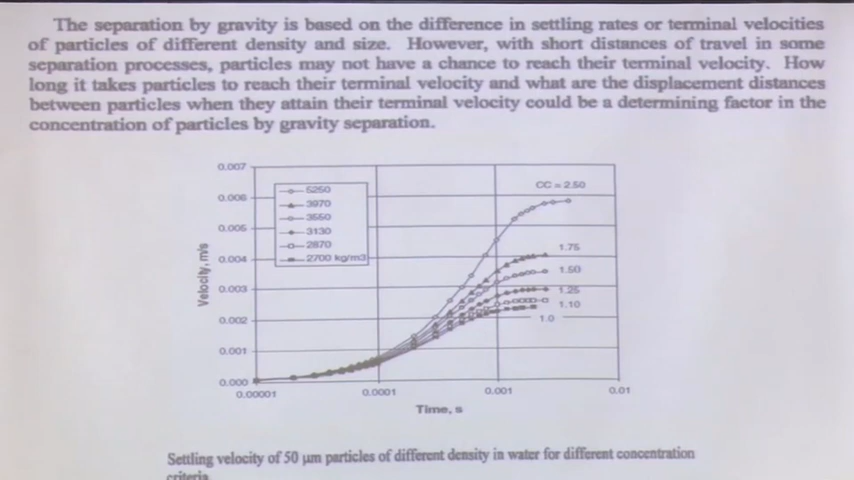 The separation by gravity is based on the difference in settling rates or terminal velocities
of particles of different density and size. However, with short distances of travel in some
separation processes, particles may not have a chance to reach their terminal velocity. How
long it takes particles to reach their terminal velocity and what are the displacement distances
between particles when they attain their terminal velocity could be a determining factor in the
concentration of particles by gravity separation.
0.007
0.006
0.005
0.004
0.003
0.002
0.001
0.000
Velocity, m/s
5250
3970
3550
3130
2870
2700 kg/m3
CC = 2.50
1.75
1.50
1.25
1.10
1.0
0.00001
0.0001
0.001
0.01
Time, s
Settling velocity of 50 µm particles of different density in water for different concentration
criteria.